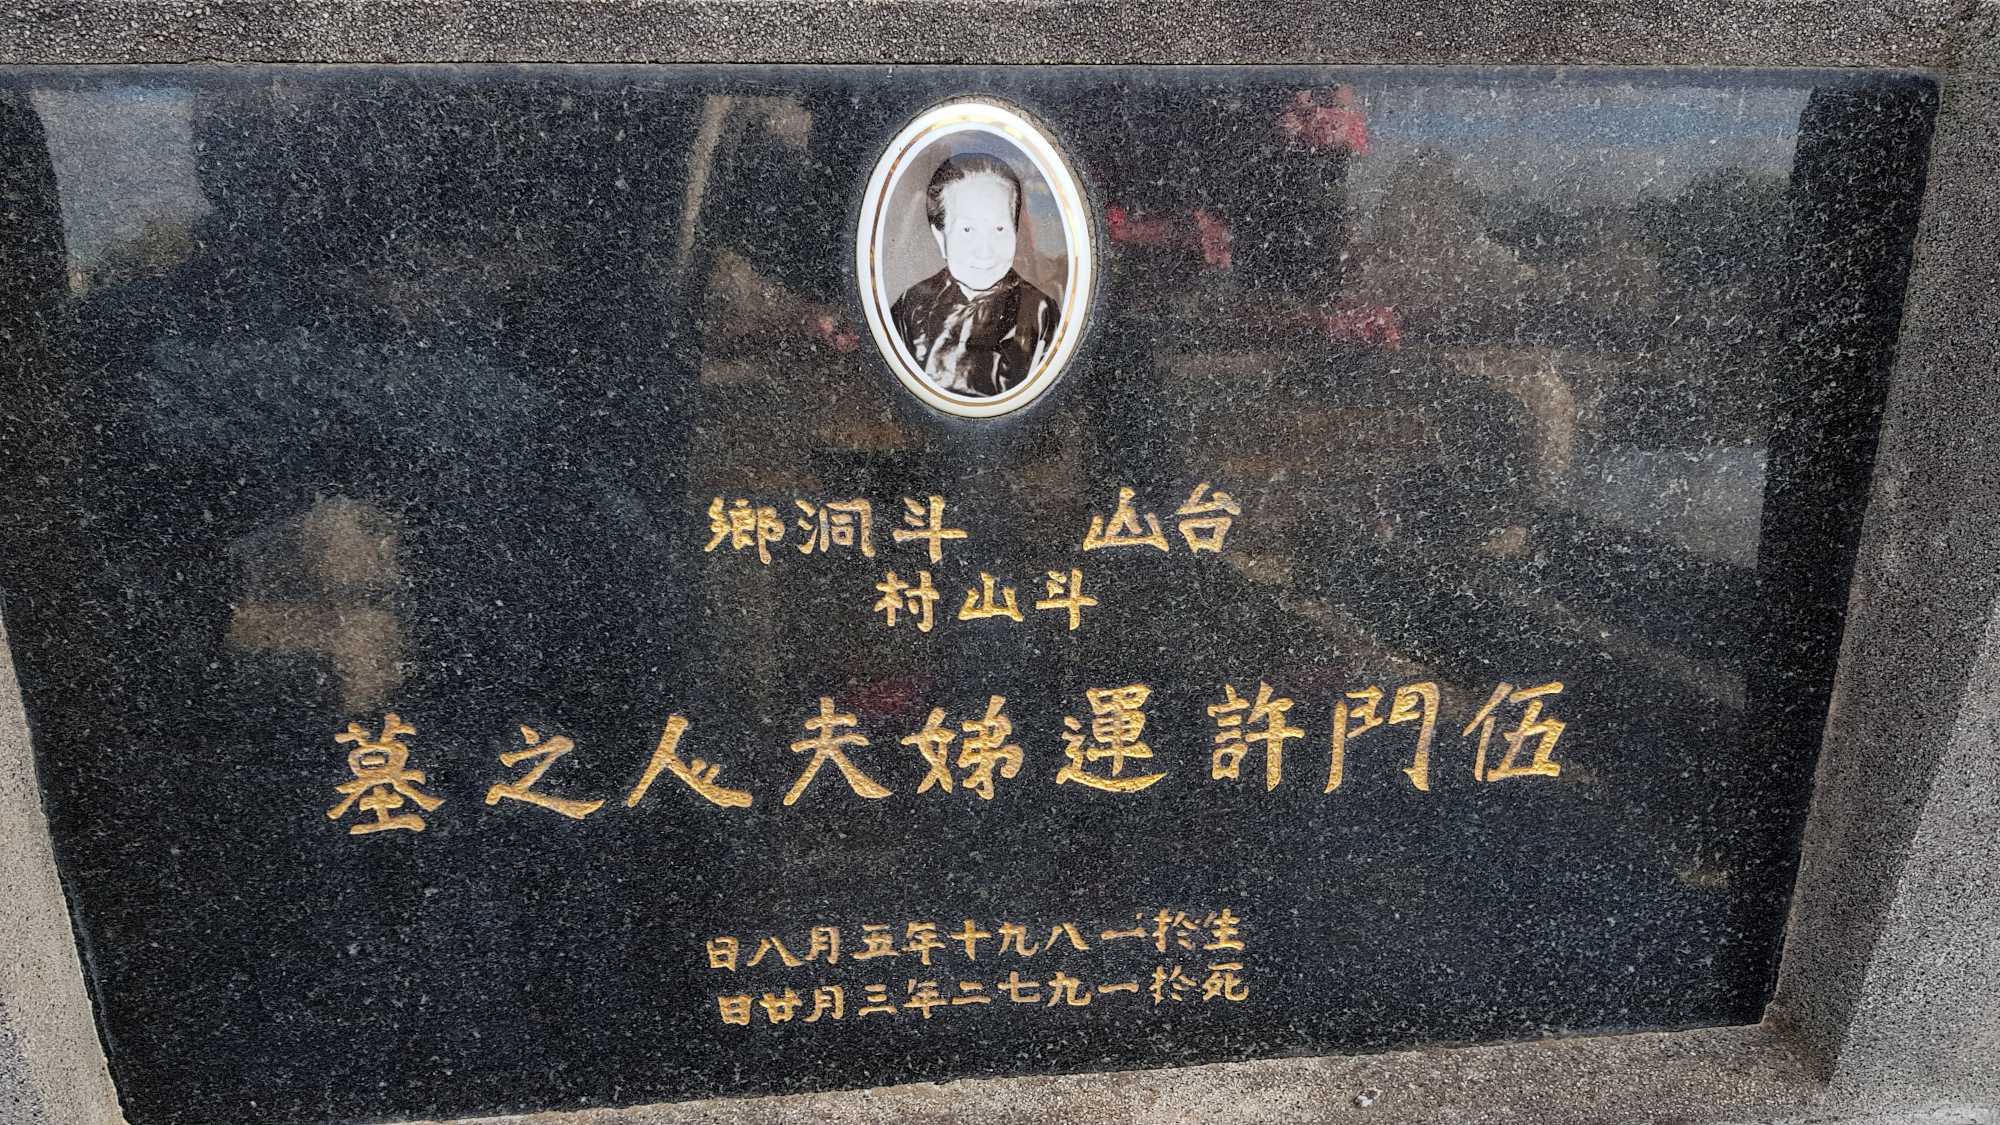 台山 斗洞鄉
斗山村
伍門許運娣夫人之墓
生於一八九十年五月八日
死於一九七二年三月廿日